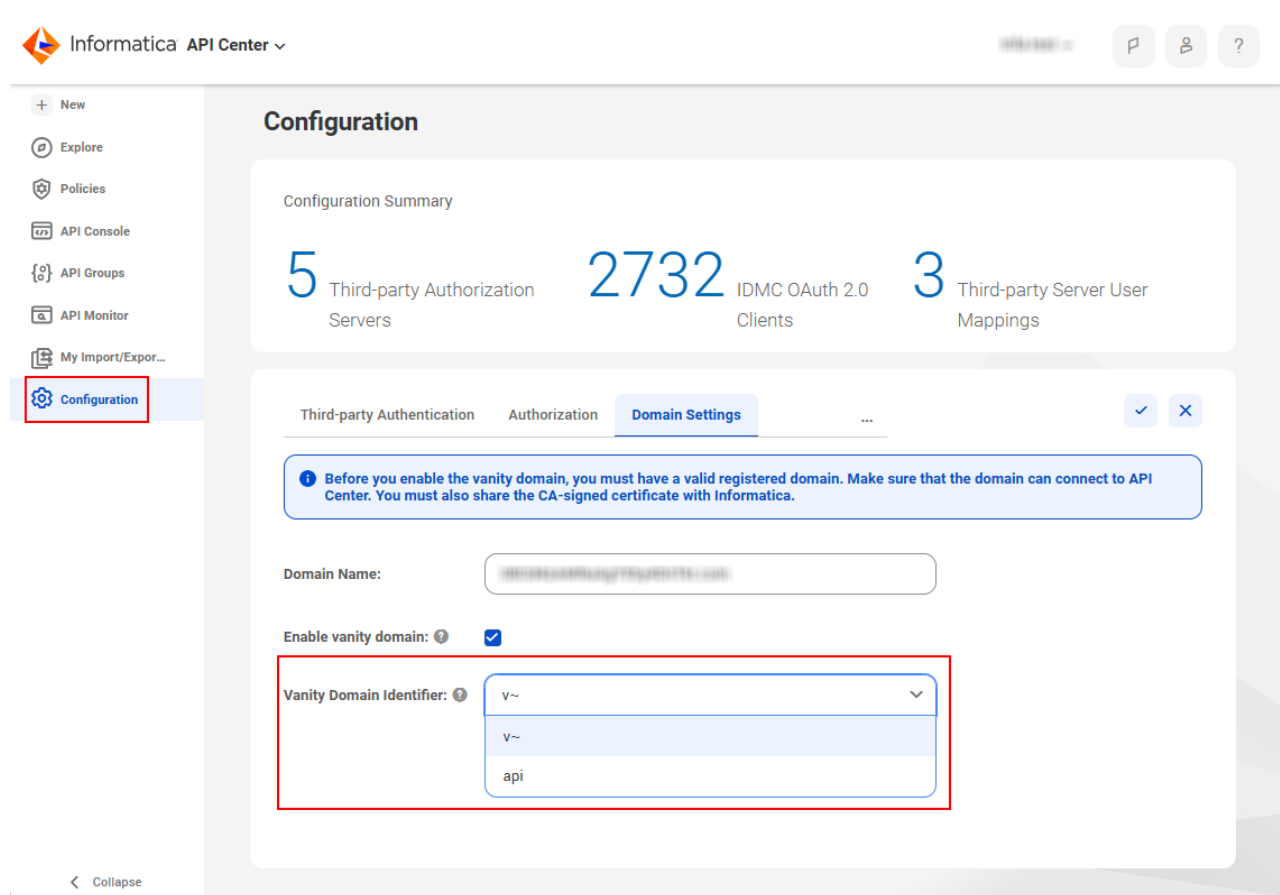 Informatica API Center
?
New
Explore
Policies
API Console
API Groups
API Monitor
My Import/Expor...
Configuration
Collapse
Configuration
Configuration Summary
5 Third-party Authorization
Servers
2732 IDMC OAuth 2.0
Clients
3 Third-party Server User
Mappings
Third-party Authentication Authorization Domain Settings ...
Before you enable the vanity domain, you must have a valid registered domain. Make sure that the domain can connect to API
Center. You must also share the CA-signed certificate with Informatica.
Domain Name:
Enable vanity domain: ?
Vanity Domain Identifier: ? v~
v~
api